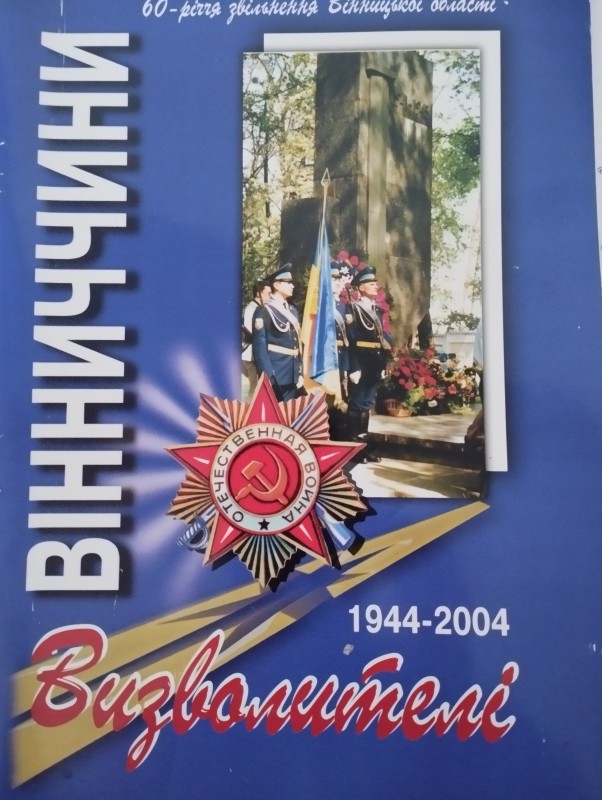 60-річчя звільнення Вінницької області
ВІННИЧЧИНИ
ОТЕЧЕСТВЕННАЯ ВОЙНА
1944-2004
Визволителі